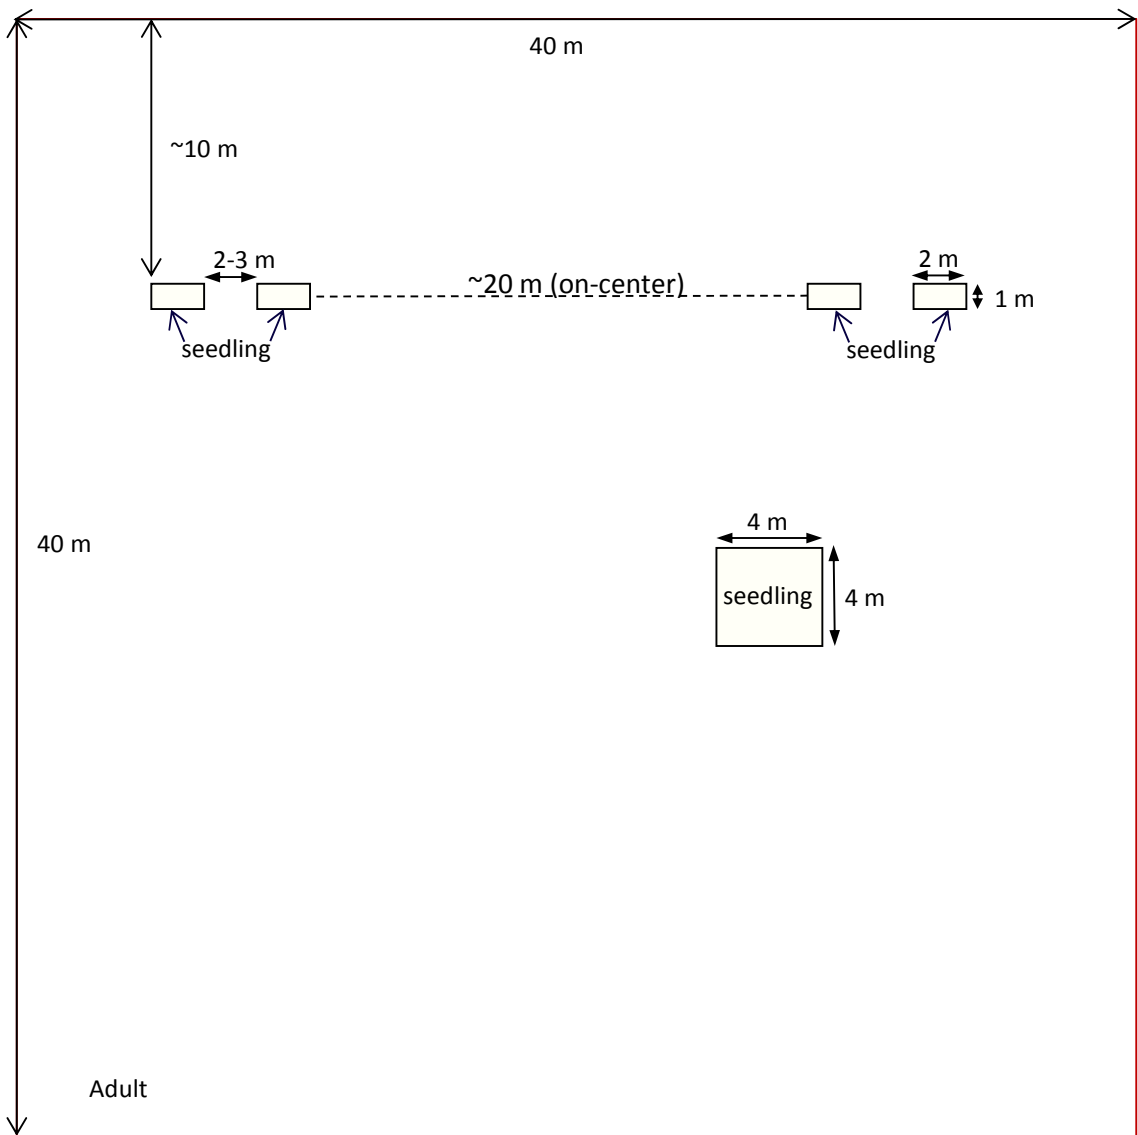 40 m
~10 m
2-3 m
~20 m (on-center)
2 m
1 m
seedling
seedling
4 m
40 m
seedling
4 m
Adult